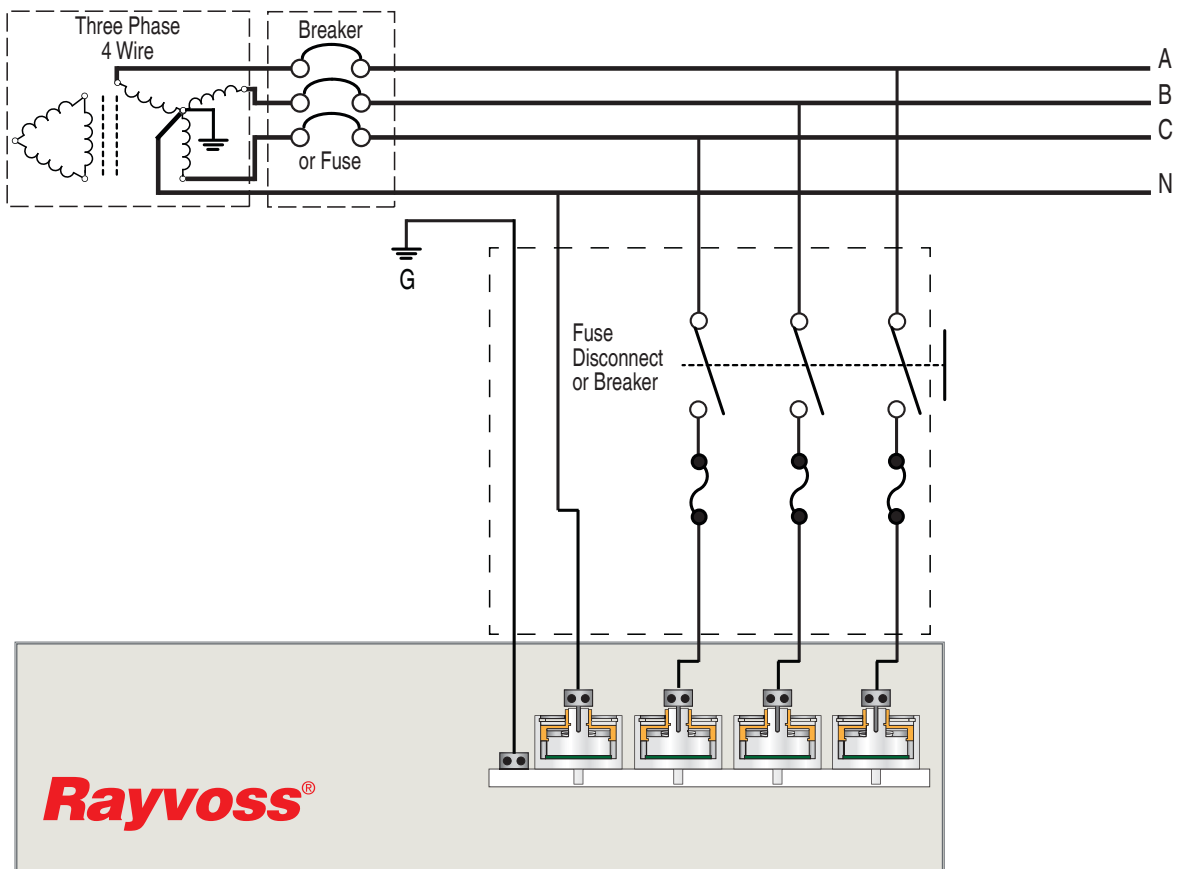 Three Phase
4 Wire
Breaker
or Fuse
A
B
C
N
G
Fuse
Disconnect
or Breaker
Rayvoss®